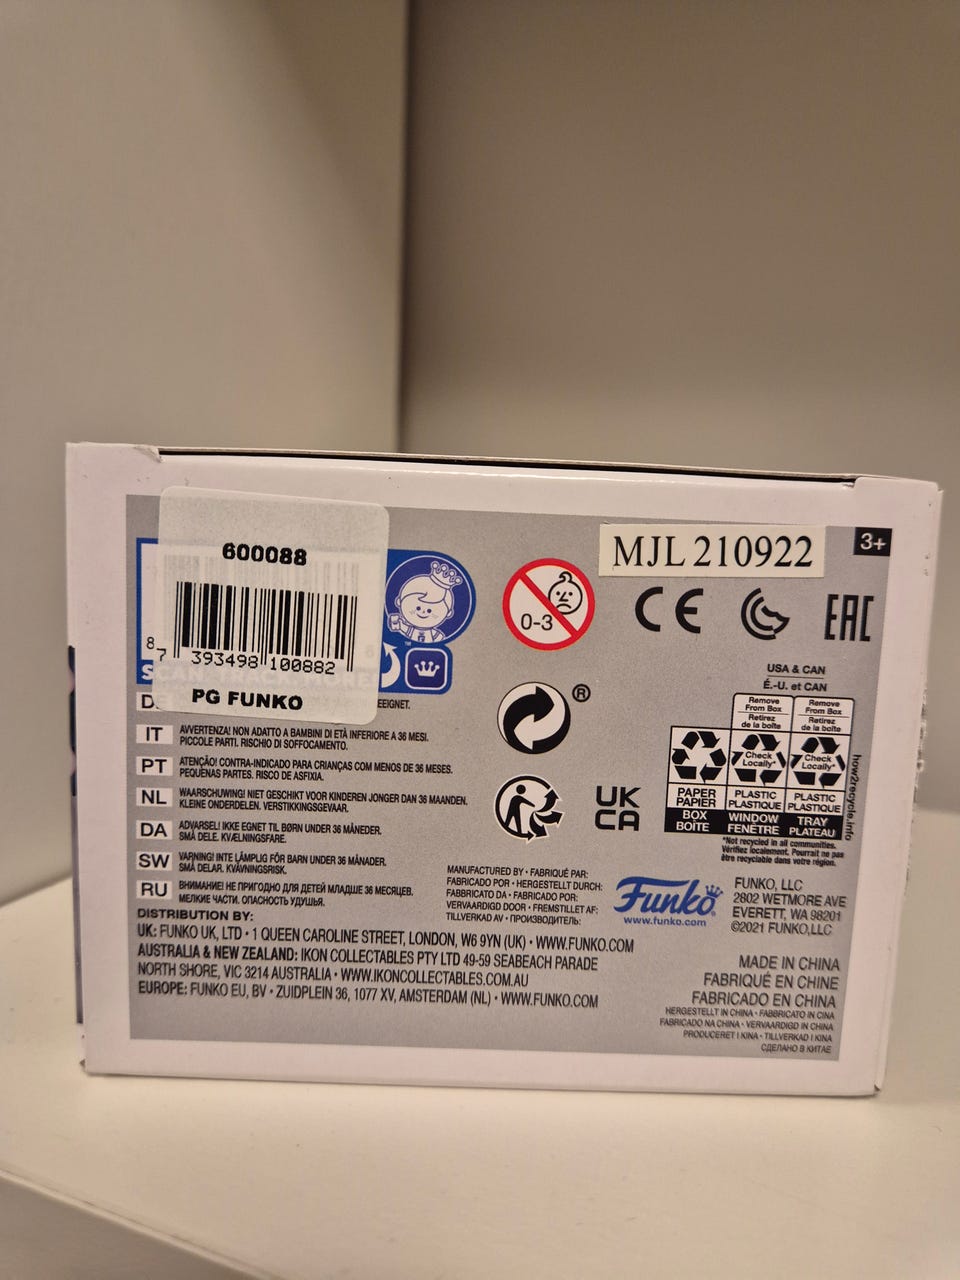 600088
7 393498 100882
PG FUNKO
MJL 210922
3+
0-3
CE
EAC
®
UK
CA
USA & CAN
É.-U. et CAN
Remove From Box
Retirez de la boîte
Remove From Box
Retirez de la boîte
Check Locally*
Check Locally*
PAPER PAPIER
PLASTIC PLASTIQUE
PLASTIC PLASTIQUE
BOX BOÎTE
WINDOW FENÊTRE
TRAY PLATEAU
how2recycle.info
*Not recycled in all communities.
Vérifiez localement. Pourrait ne pas
être recyclable dans votre région.
IT AVVERTENZA! NON ADATTO A BAMBINI DI ETÀ INFERIORE A 36 MESI.
PICCOLE PARTI. RISCHIO DI SOFFOCAMENTO.
PT ATENÇÃO! CONTRA-INDICADO PARA CRIANÇAS COM MENOS DE 36 MESES.
PEQUENAS PARTES. RISCO DE ASFIXIA.
NL WAARSCHUWING! NIET GESCHIKT VOOR KINDEREN JONGER DAN 36 MAANDEN.
KLEINE ONDERDELEN. VERSTIKKINGSGEVAAR.
DA ADVARSEL! IKKE EGNET TIL BØRN UNDER 36 MÅNEDER.
SMÅ DELE. KVÆLNINGSFARE.
SW VARNING! INTE LÄMPLIG FÖR BARN UNDER 36 MÅNADER.
SMÅ DELAR. KVÄVNINGSRISK.
RU ВНИМАНИЕ! НЕ ПРИГОДНО ДЛЯ ДЕТЕЙ МЛАДШЕ 36 МЕСЯЦЕВ.
МЕЛКИЕ ЧАСТИ. ОПАСНОСТЬ УДУШЬЯ.
MANUFACTURED BY • FABRIQUÉ PAR:
FABRICADO POR • HERGESTELLT DURCH:
FABBRICATO DA • FABRICADO POR:
VERVAARDIGD DOOR • FREMSTILLET AF:
TILLVERKAD AV • ПРОИЗВОДИТЕЛЬ:
Funko
www.funko.com
FUNKO, LLC
2802 WETMORE AVE
EVERETT, WA 98201
©2021 FUNKO,LLC
DISTRIBUTION BY:
UK: FUNKO UK, LTD • 1 QUEEN CAROLINE STREET, LONDON, W6 9YN (UK) • WWW.FUNKO.COM
AUSTRALIA & NEW ZEALAND: IKON COLLECTABLES PTY LTD 49-59 SEABEACH PARADE
NORTH SHORE, VIC 3214 AUSTRALIA • WWW.IKONCOLLECTABLES.COM.AU
EUROPE: FUNKO EU, BV • ZUIDPLEIN 36, 1077 XV, AMSTERDAM (NL) • WWW.FUNKO.COM
MADE IN CHINA
FABRIQUÉ EN CHINE
FABRICADO EN CHINA
HERGESTELLT IN CHINA • FABBRICATO IN CINA
FABRICADO NA CHINA • VERVAARDIGD IN CHINA
PRODUCERET I KINA • TILLVERKAD I KINA
СДЕЛАНО В КИТАЕ